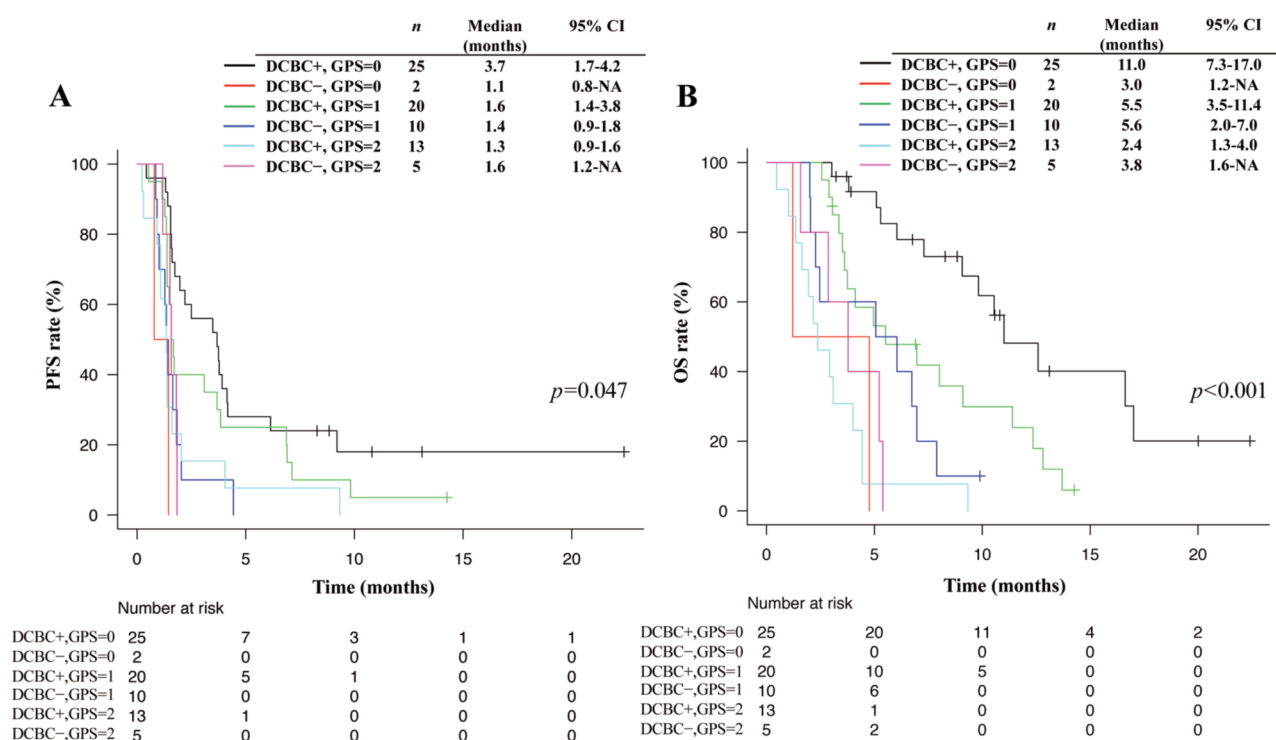 n Median (months) 95% CI
DCBC+, GPS=0 25 3.7 1.7-4.2
DCBC−, GPS=0 2 1.1 0.8-NA
DCBC+, GPS=1 20 1.6 1.4-3.8
DCBC−, GPS=1 10 1.4 0.9-1.8
DCBC+, GPS=2 13 1.3 0.9-1.6
DCBC−, GPS=2 5 1.6 1.2-NA
A
PFS rate (%)
100
80
60
40
20
0
p=0.047
0 5 10 15 20
Time (months)
Number at risk
DCBC+,GPS=0 25 7 3 1 1
DCBC−,GPS=0 2 0 0 0 0
DCBC+,GPS=1 20 5 1 0 0
DCBC−,GPS=1 10 0 0 0 0
DCBC+,GPS=2 13 1 0 0 0
DCBC−,GPS=2 5 0 0 0 0
n Median (months) 95% CI
DCBC+, GPS=0 25 11.0 7.3-17.0
DCBC−, GPS=0 2 3.0 1.2-NA
DCBC+, GPS=1 20 5.5 3.5-11.4
DCBC−, GPS=1 10 5.6 2.0-7.0
DCBC+, GPS=2 13 2.4 1.3-4.0
DCBC−, GPS=2 5 3.8 1.6-NA
B
OS rate (%)
100
80
60
40
20
0
p<0.001
0 5 10 15 20
Time (months)
Number at risk
DCBC+,GPS=0 25 20 11 4 2
DCBC−,GPS=0 2 0 0 0 0
DCBC+,GPS=1 20 10 5 0 0
DCBC−,GPS=1 10 6 0 0 0
DCBC+,GPS=2 13 1 0 0 0
DCBC−,GPS=2 5 2 0 0 0